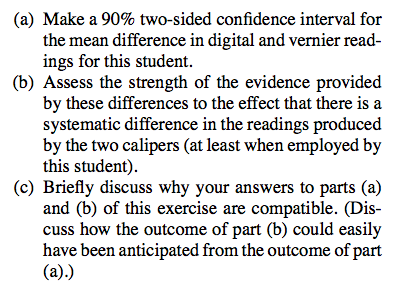 (a) Make a 90% two-sided confidence interval for
the mean difference in digital and vernier read-
ings for this student.
(b) Assess the strength of the evidence provided
by these differences to the effect that there is a
systematic difference in the readings produced
by the two calipers (at least when employed by
this student).
(c) Briefly discuss why your answers to parts (a)
and (b) of this exercise are compatible. (Dis-
cuss how the outcome of part (b) could easily
have been anticipated from the outcome of part
(a).)